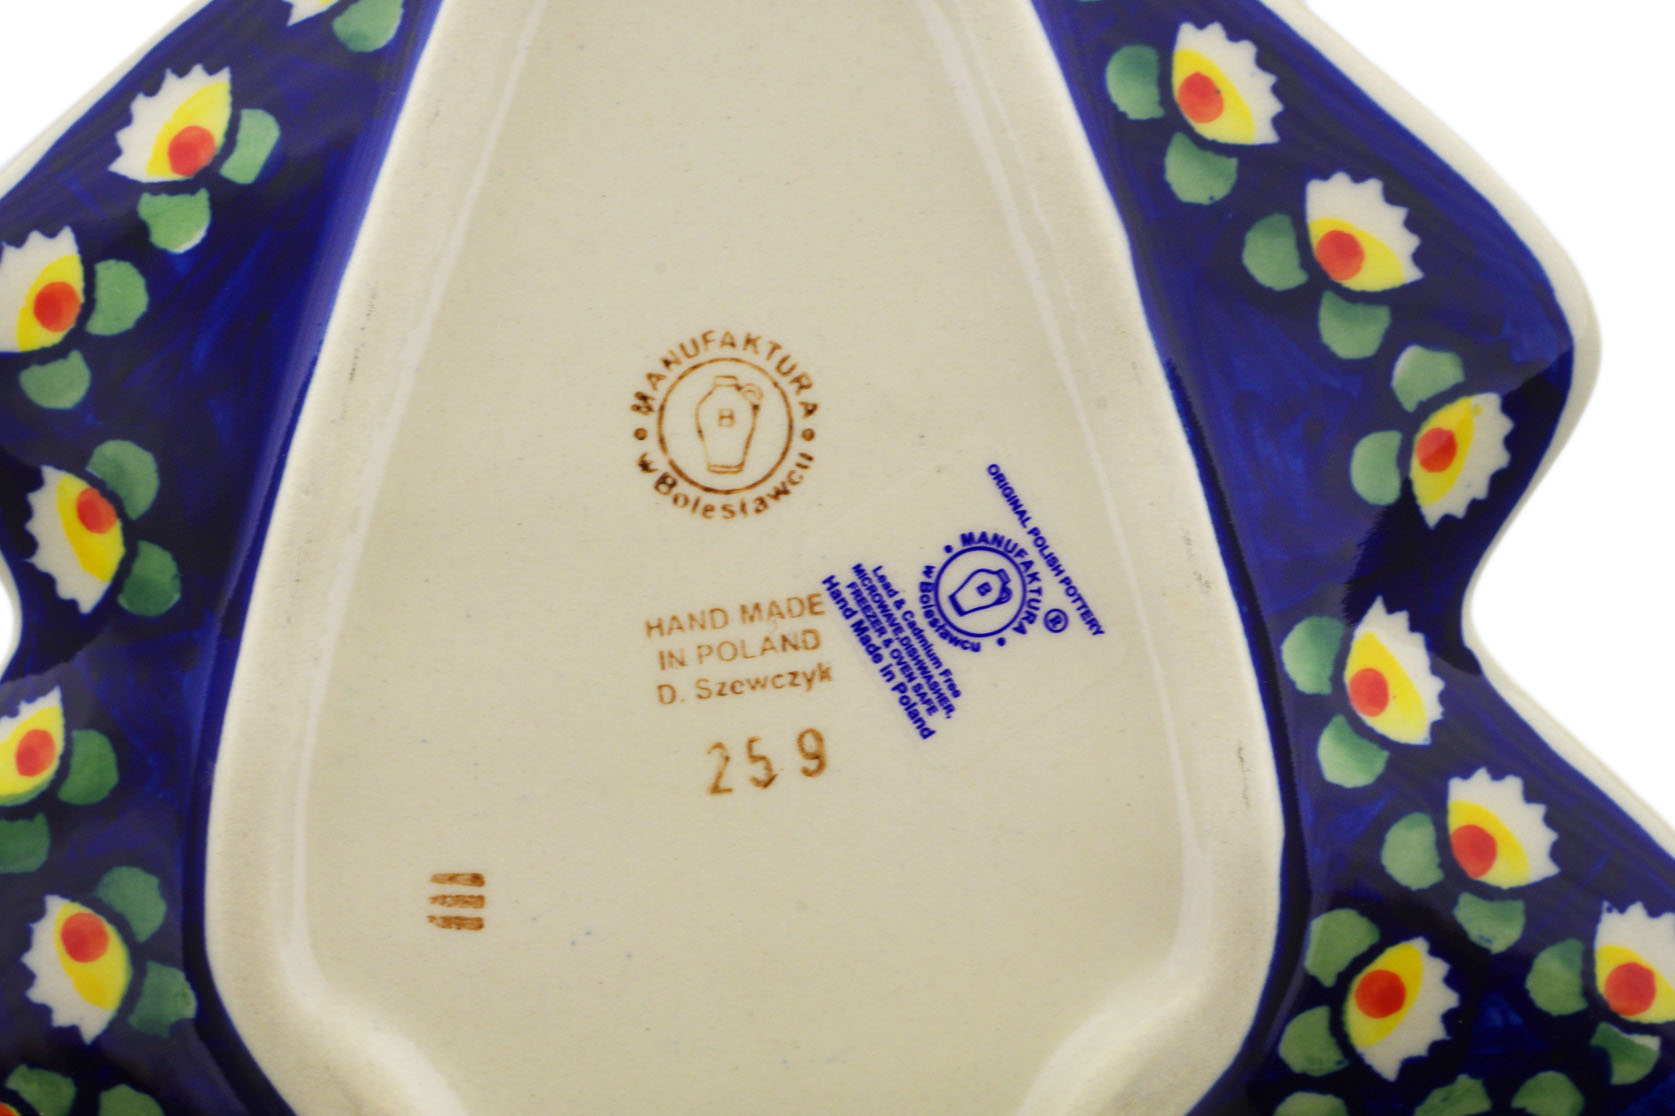 MANUFAKTURA
B
w Bolesławcu
HAND MADE
IN POLAND
D. Szewczyk
259
ORIGINAL POLISH POTTERY
MANUFAKTURA
B
®
w Bolesławcu
Lead & Cadmium Free
MICROWAVE, DISHWASHER,
FREEZER & OVEN SAFE
Hand Made in Poland